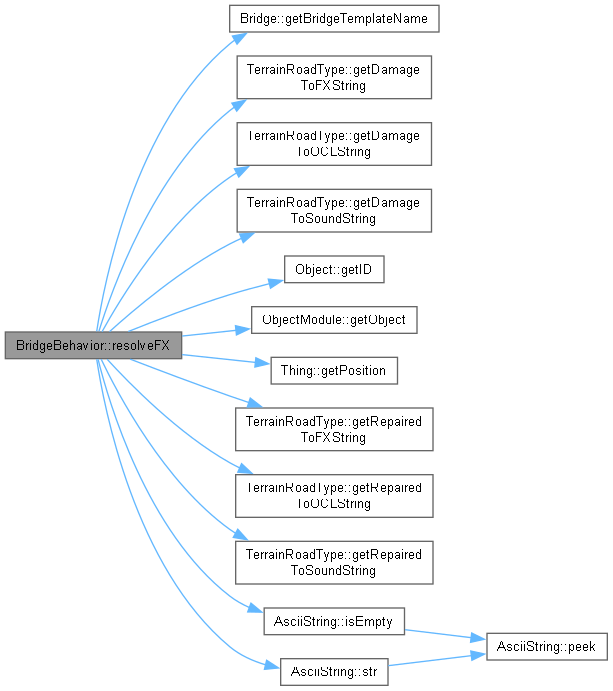 Bridge::getBridgeTemplateName
TerrainRoadType::getDamage
ToFXString
TerrainRoadType::getDamage
ToOCLString
TerrainRoadType::getDamage
ToSoundString
Object::getID
ObjectModule::getObject
BridgeBehavior::resolveFX
Thing::getPosition
TerrainRoadType::getRepaired
ToFXString
TerrainRoadType::getRepaired
ToOCLString
TerrainRoadType::getRepaired
ToSoundString
AsciiString::isEmpty
AsciiString::peek
AsciiString::str